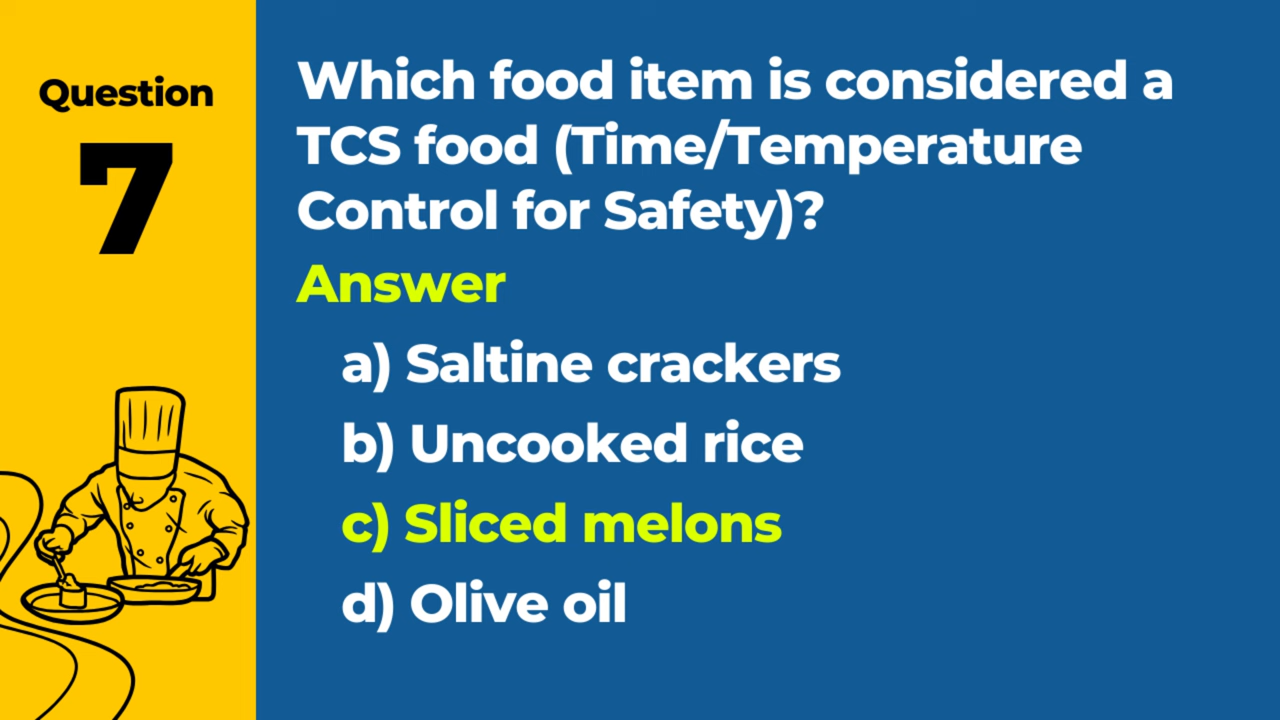 Question
7
Which food item is considered a
TCS food (Time/Temperature
Control for Safety)?
Answer
a) Saltine crackers
b) Uncooked rice
c) Sliced melons
d) Olive oil